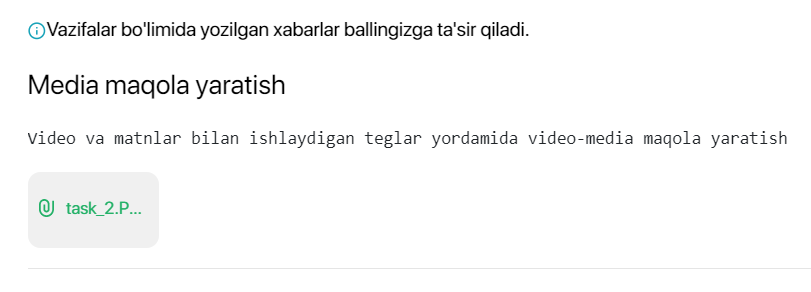 Vazifalar bo'limida yozilgan xabarlar ballingizga ta'sir qiladi.
Media maqola yaratish
Video va matnlar bilan ishlaydigan teglar yordamida video-media maqola yaratish
task_2.P...